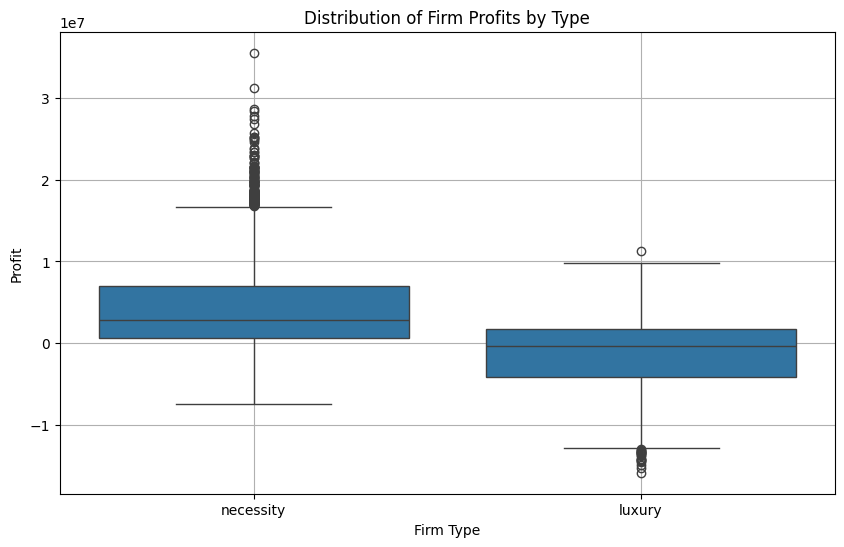 Distribution of Firm Profits by Type
1e7
3
2
1
0
−1
Profit
necessity
luxury
Firm Type